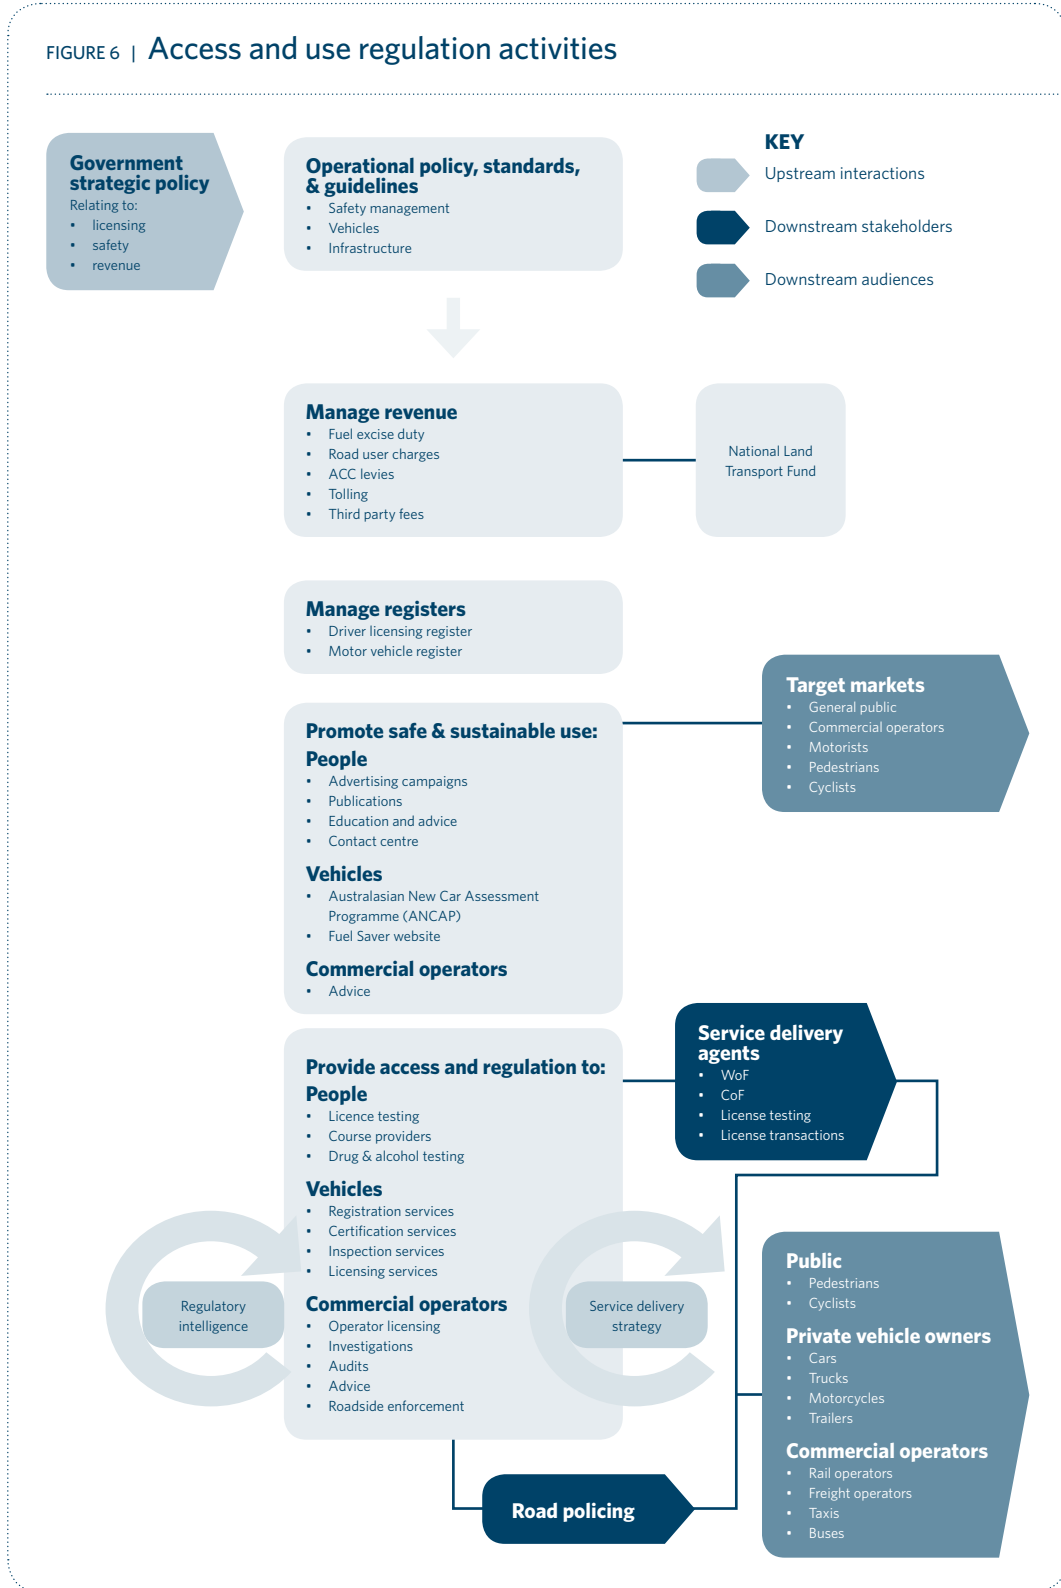 FIGURE 6 | Access and use regulation activities
Government
strategic policy
Relating to:
• licensing
• safety
• revenue
Operational policy, standards,
& guidelines
• Safety management
• Vehicles
• Infrastructure
KEY
Upstream interactions
Downstream stakeholders
Downstream audiences
Manage revenue
• Fuel excise duty
• Road user charges
• ACC levies
• Tolling
• Third party fees
National Land
Transport Fund
Manage registers
• Driver licensing register
• Motor vehicle register
Promote safe & sustainable use:
People
• Advertising campaigns
• Publications
• Education and advice
• Contact centre
Vehicles
• Australasian New Car Assessment
Programme (ANCAP)
• Fuel Saver website
Commercial operators
• Advice
Target markets
• General public
• Commercial operators
• Motorists
• Pedestrians
• Cyclists
Provide access and regulation to:
People
• Licence testing
• Course providers
• Drug & alcohol testing
Vehicles
• Registration services
• Certification services
• Inspection services
• Licensing services
Commercial operators
• Operator licensing
• Investigations
• Audits
• Advice
• Roadside enforcement
Service delivery
agents
• WoF
• CoF
• License testing
• License transactions
Regulatory
intelligence
Service delivery
strategy
Public
• Pedestrians
• Cyclists
Private vehicle owners
• Cars
• Trucks
• Motorcycles
• Trailers
Commercial operators
• Rail operators
• Freight operators
• Taxis
• Buses
Road policing